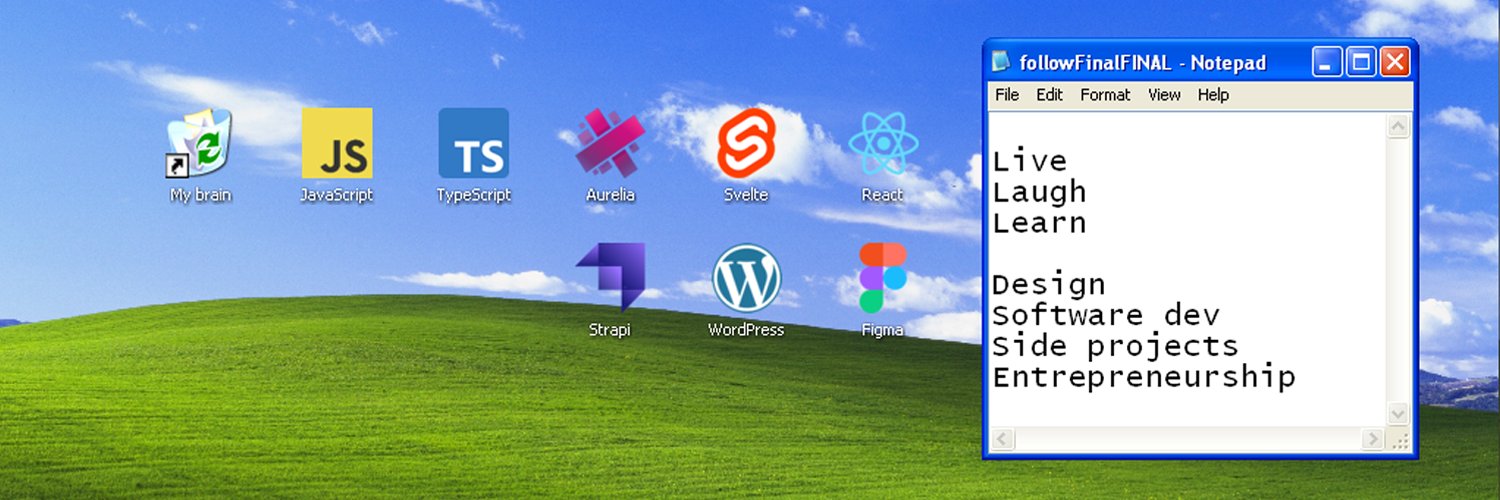 My brain
JavaScript
TypeScript
Aurelia
Svelte
React
JS
TS
Strapi
WordPress
Figma
W
followFinalFINAL - Notepad
File Edit Format View Help
Live
Laugh
Learn
Design
Software dev
Side projects
Entrepreneurship